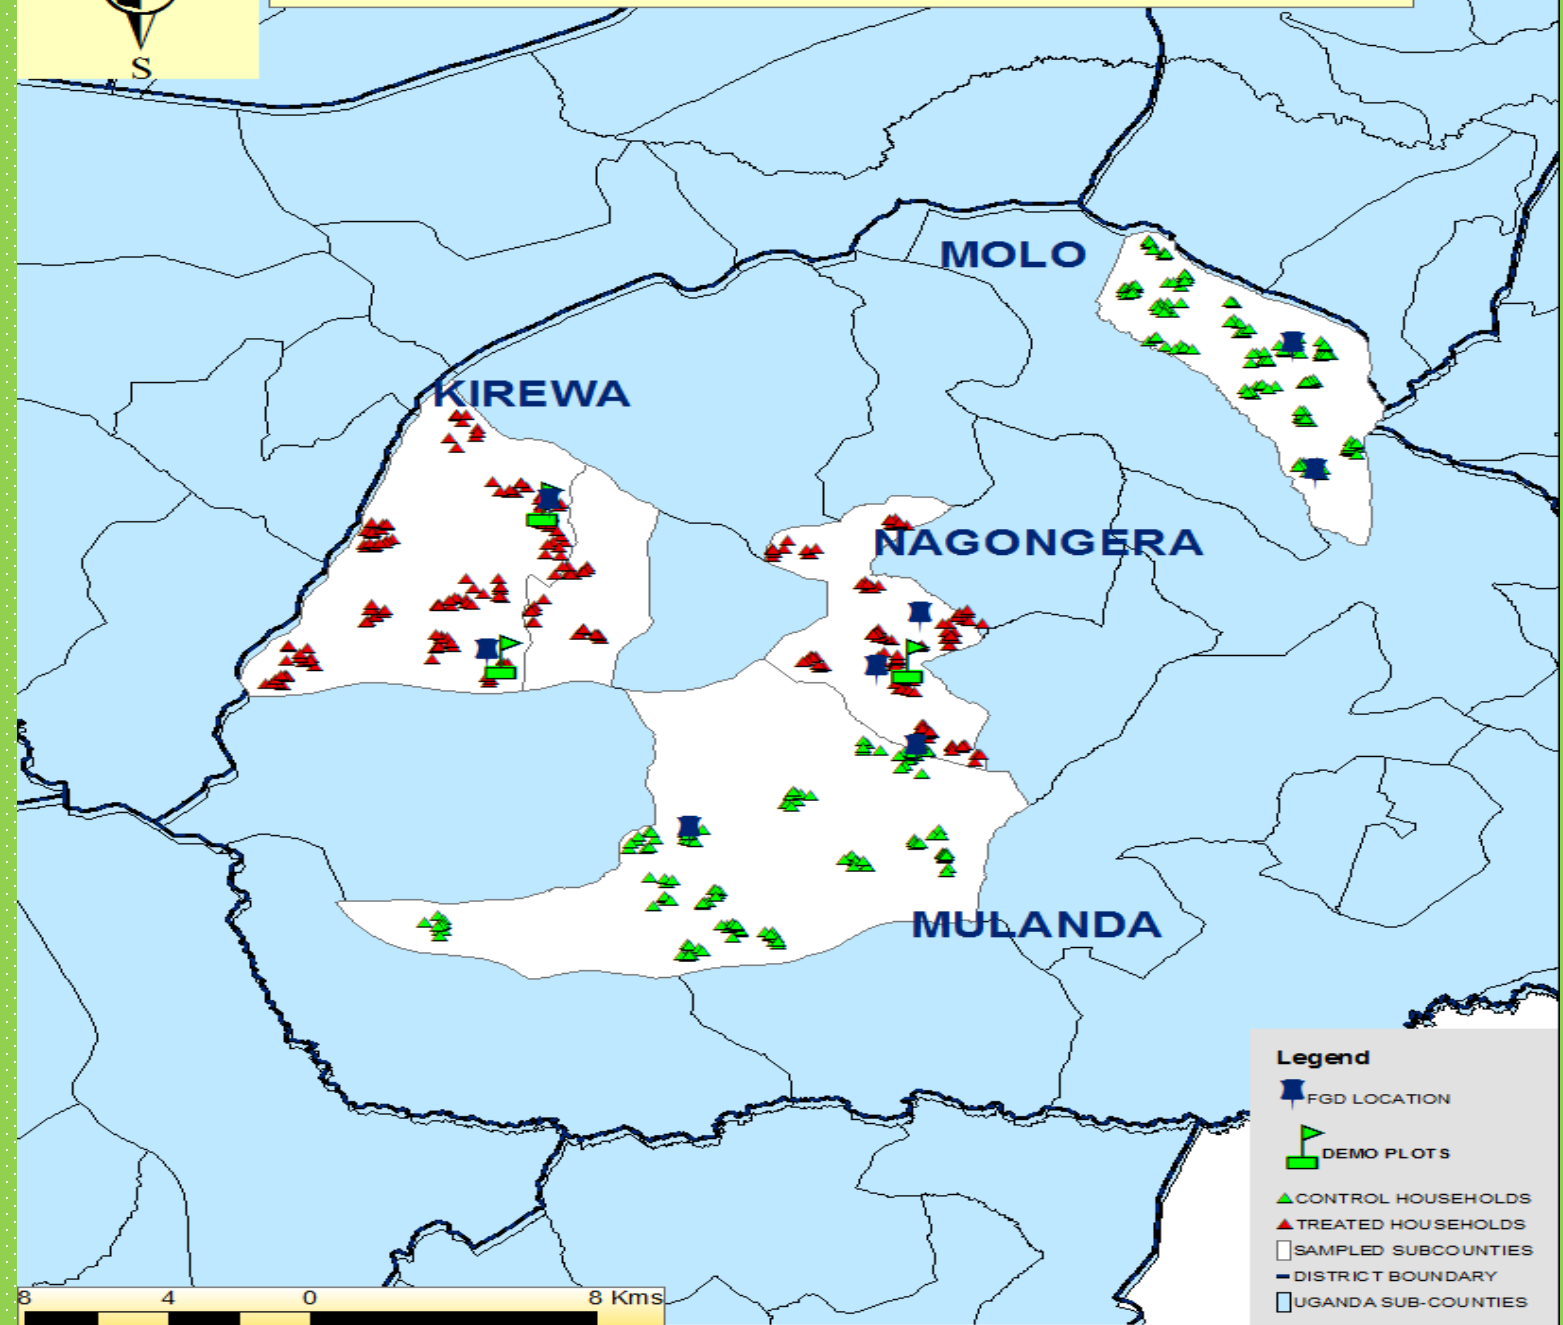 S
MOLO
KIREWA
NAGONGERA
MULANDA
Legend
FGD LOCATION
DEMO PLOTS
CONTROL HOUSEHOLDS
TREATED HOUSEHOLDS
SAMPLED SUBCOUNTIES
DISTRICT BOUNDARY
UGANDA SUB-COUNTIES
8 4 0 8 Kms